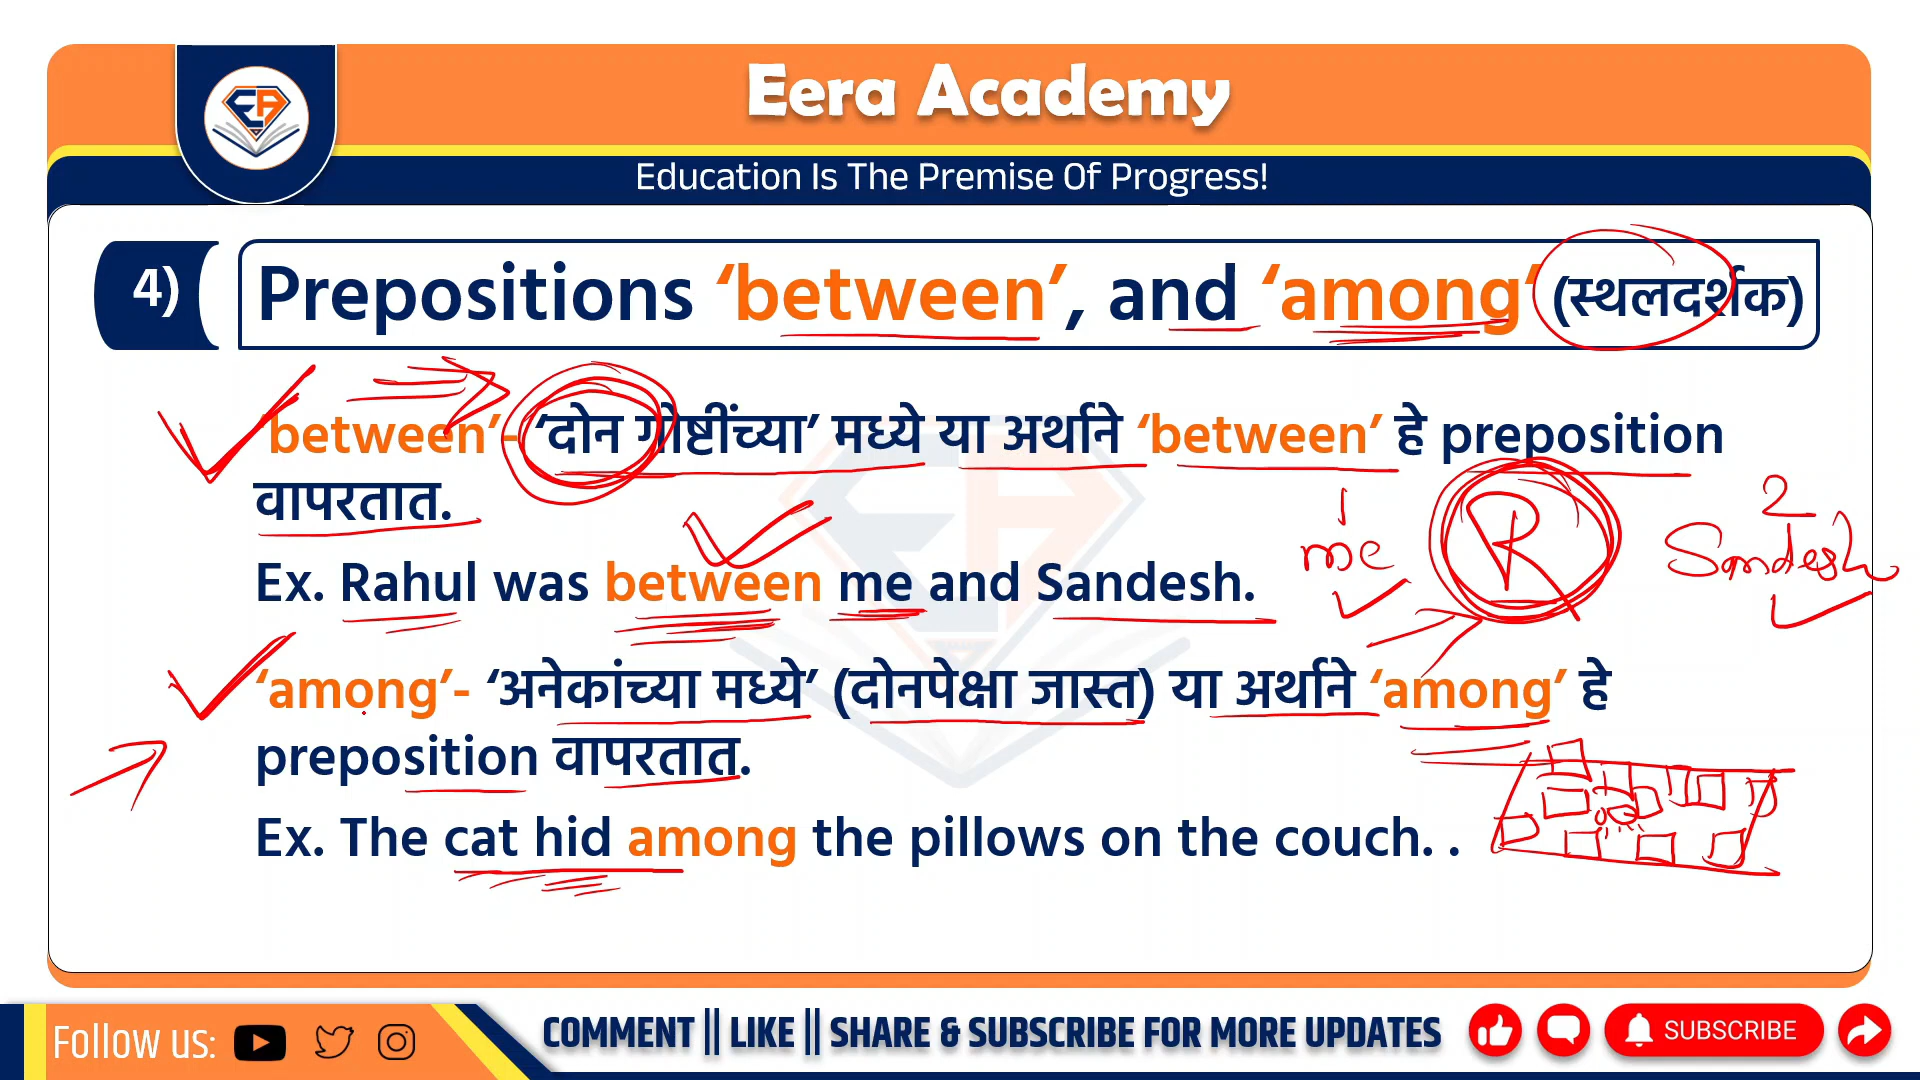 Eera Academy
Education Is The Premise Of Progress!
4)
Prepositions ‘between’, and ‘among‘ (स्थलदर्शक)
‘between’- ‘दोन गोष्टींच्या’ मध्ये या अर्थाने ‘between’ हे preposition
वापरतात.
1
me
R
2
Sandesh
Ex. Rahul was between me and Sandesh.
‘among’- ‘अनेकांच्या मध्ये’ (दोनपेक्षा जास्त) या अर्थाने ‘among’ हे
preposition वापरतात.
Ex. The cat hid among the pillows on the couch. .
Follow us:
COMMENT || LIKE || SHARE & SUBSCRIBE FOR MORE UPDATES
SUBSCRIBE